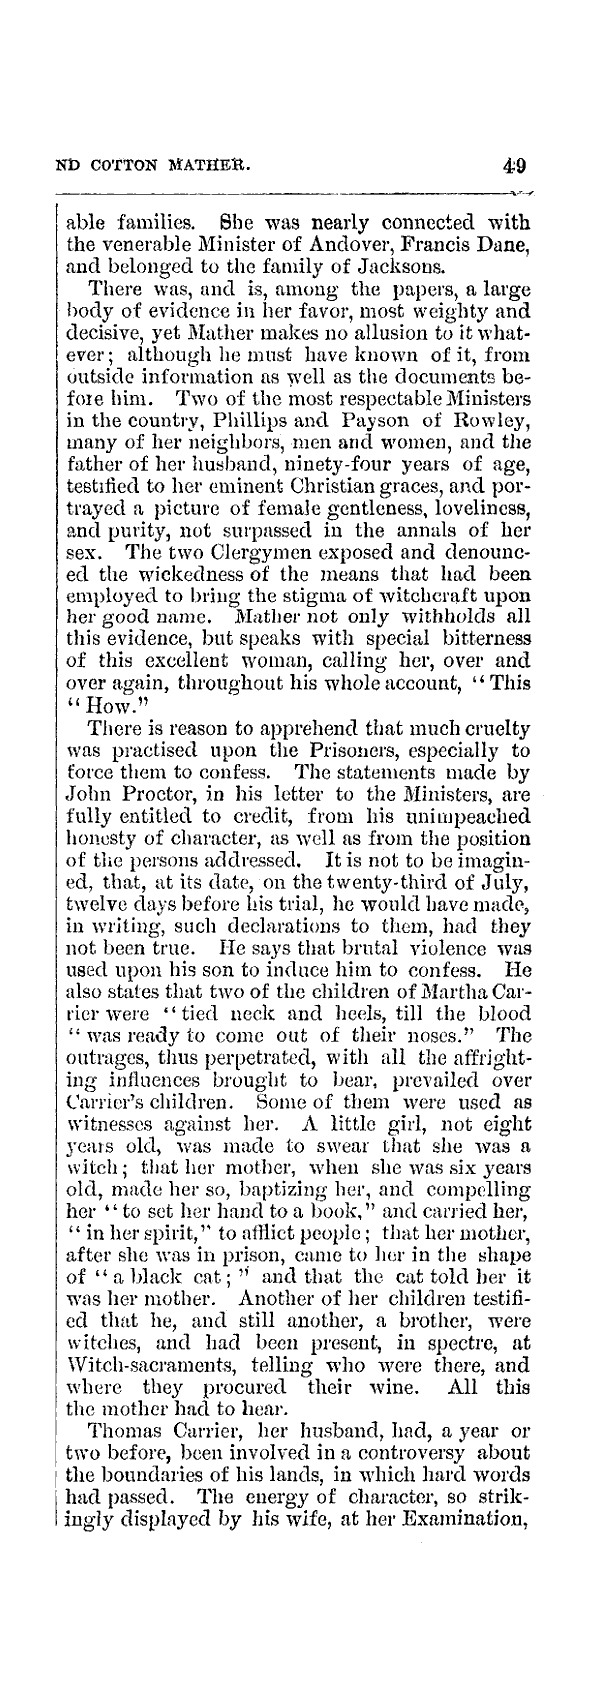 ND COTTON MATHER. 49
able families. She was nearly connected with
the venerable Minister of Andover, Francis Dane,
and belonged to the family of Jacksons.
There was, and is, among the papers, a large
body of evidence in her favor, most weighty and
decisive, yet Mather makes no allusion to it what-
ever; although he must have known of it, from
outside information as well as the documents be-
fore him. Two of the most respectable Ministers
in the country, Phillips and Payson of Rowley,
many of her neighbors, men and women, and the
father of her husband, ninety-four years of age,
testified to her eminent Christian graces, and por-
trayed a picture of female gentleness, loveliness,
and purity, not surpassed in the annals of her
sex. The two Clergymen exposed and denounc-
ed the wickedness of the means that had been
employed to bring the stigma of witchcraft upon
her good name. Mather not only withholds all
this evidence, but speaks with special bitterness
of this excellent woman, calling her, over and
over again, throughout his whole account, "This
"How."
There is reason to apprehend that much cruelty
was practised upon the Prisoners, especially to
force them to confess. The statements made by
John Proctor, in his letter to the Ministers, are
fully entitled to credit, from his unimpeached
honesty of character, as well as from the position
of the persons addressed. It is not to be imagin-
ed, that, at its date, on the twenty-third of July,
twelve days before his trial, he would have made,
in writing, such declarations to them, had they
not been true. He says that brutal violence was
used upon his son to induce him to confess. He
also states that two of the children of Martha Car-
rier were "tied neck and heels, till the blood
"was ready to come out of their noses." The
outrages, thus perpetrated, with all the affright-
ing influences brought to bear, prevailed over
Carrier's children. Some of them were used as
witnesses against her. A little girl, not eight
years old, was made to swear that she was a
witch; that her mother, when she was six years
old, made her so, baptizing her, and compelling
her "to set her hand to a book," and carried her,
"in her spirit," to afflict people; that her mother,
after she was in prison, came to her in the shape
of "a black cat;" and that the cat told her it
was her mother. Another of her children testifi-
ed that he, and still another, a brother, were
witches, and had been present, in spectre, at
Witch-sacraments, telling who were there, and
where they procured their wine. All this
the mother had to hear.
Thomas Carrier, her husband, had, a year or
two before, been involved in a controversy about
the boundaries of his lands, in which hard words
had passed. The energy of character, so strik-
ingly displayed by his wife, at her Examination,